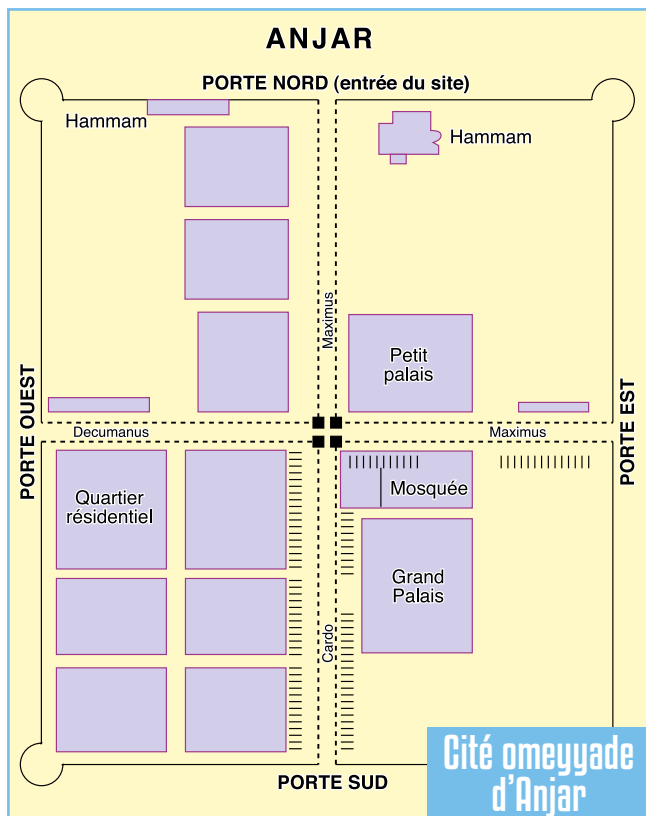 ANJAR
PORTE NORD (entrée du site)
Hammam
Hammam
Maximus
Petit
palais
PORTE OUEST
PORTE EST
Decumanus
Maximus
Quartier
résidentiel
Mosquée
Grand
Palais
Cardo
PORTE SUD
Cité omeyyade
d'Anjar